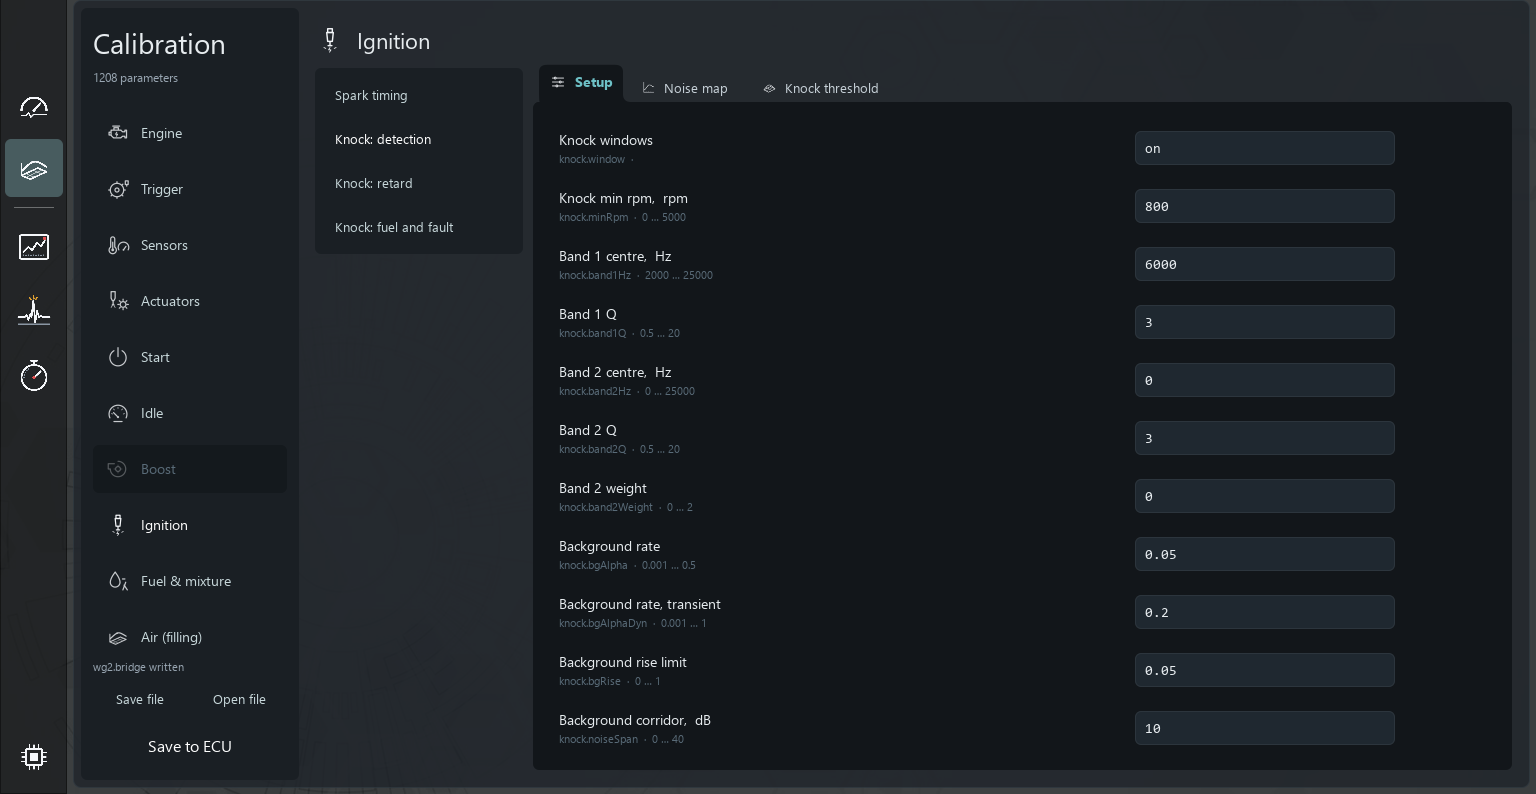 Calibration
1208 parameters
Engine
Trigger
Sensors
Actuators
Start
Idle
Boost
Ignition
Fuel & mixture
Air (filling)
wg2.bridge written
Save file
Open file
Save to ECU
Ignition
Spark timing
Knock: detection
Knock: retard
Knock: fuel and fault
Setup
Noise map
Knock threshold
Knock windows
knock.window ·
on
Knock min rpm, rpm
knock.minRpm · 0 ... 5000
800
Band 1 centre, Hz
knock.band1Hz · 2000 ... 25000
6000
Band 1 Q
knock.band1Q · 0.5 ... 20
3
Band 2 centre, Hz
knock.band2Hz · 0 ... 25000
0
Band 2 Q
knock.band2Q · 0.5 ... 20
3
Band 2 weight
knock.band2Weight · 0 ... 2
0
Background rate
knock.bgAlpha · 0.001 ... 0.5
0.05
Background rate, transient
knock.bgAlphaDyn · 0.001 ... 1
0.2
Background rise limit
knock.bgRise · 0 ... 1
0.05
Background corridor, dB
knock.noiseSpan · 0 ... 40
10